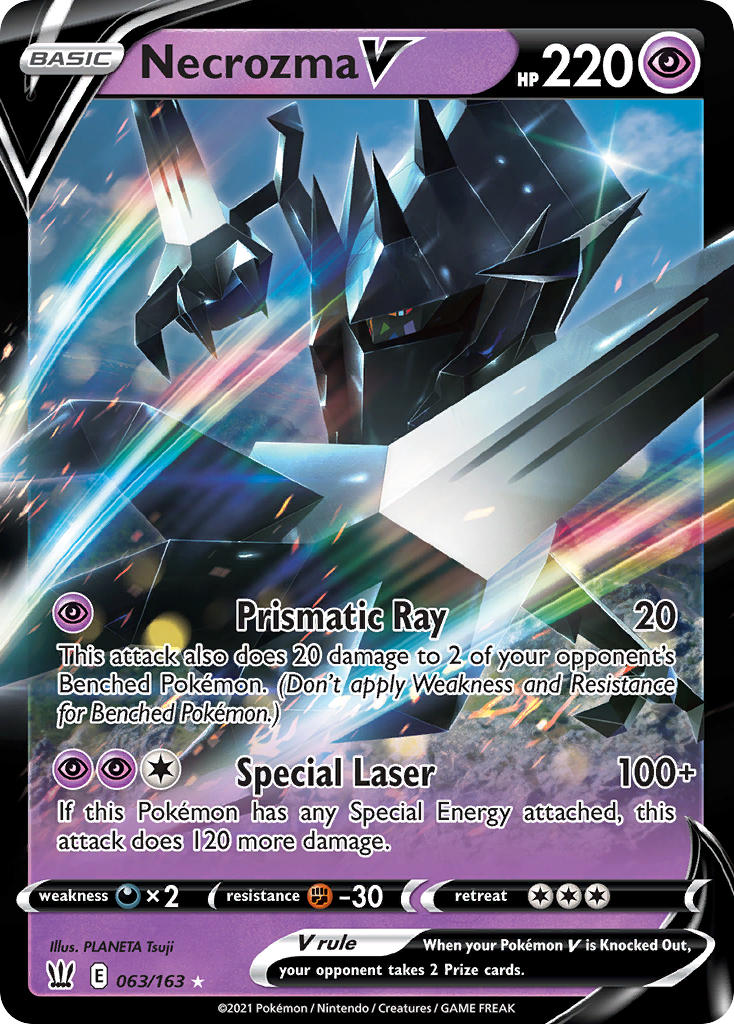 BASIC
Necrozma V
HP 220
Prismatic Ray 20
This attack also does 20 damage to 2 of your opponent's
Benched Pokémon. (Don't apply Weakness and Resistance
for Benched Pokémon.)
Special Laser 100+
If this Pokémon has any Special Energy attached, this
attack does 120 more damage.
weakness ×2 resistance -30 retreat
Illus. PLANETA Tsuji
V rule When your Pokémon V is Knocked Out,
your opponent takes 2 Prize cards.
E 063/163 ★
©2021 Pokémon / Nintendo / Creatures / GAME FREAK